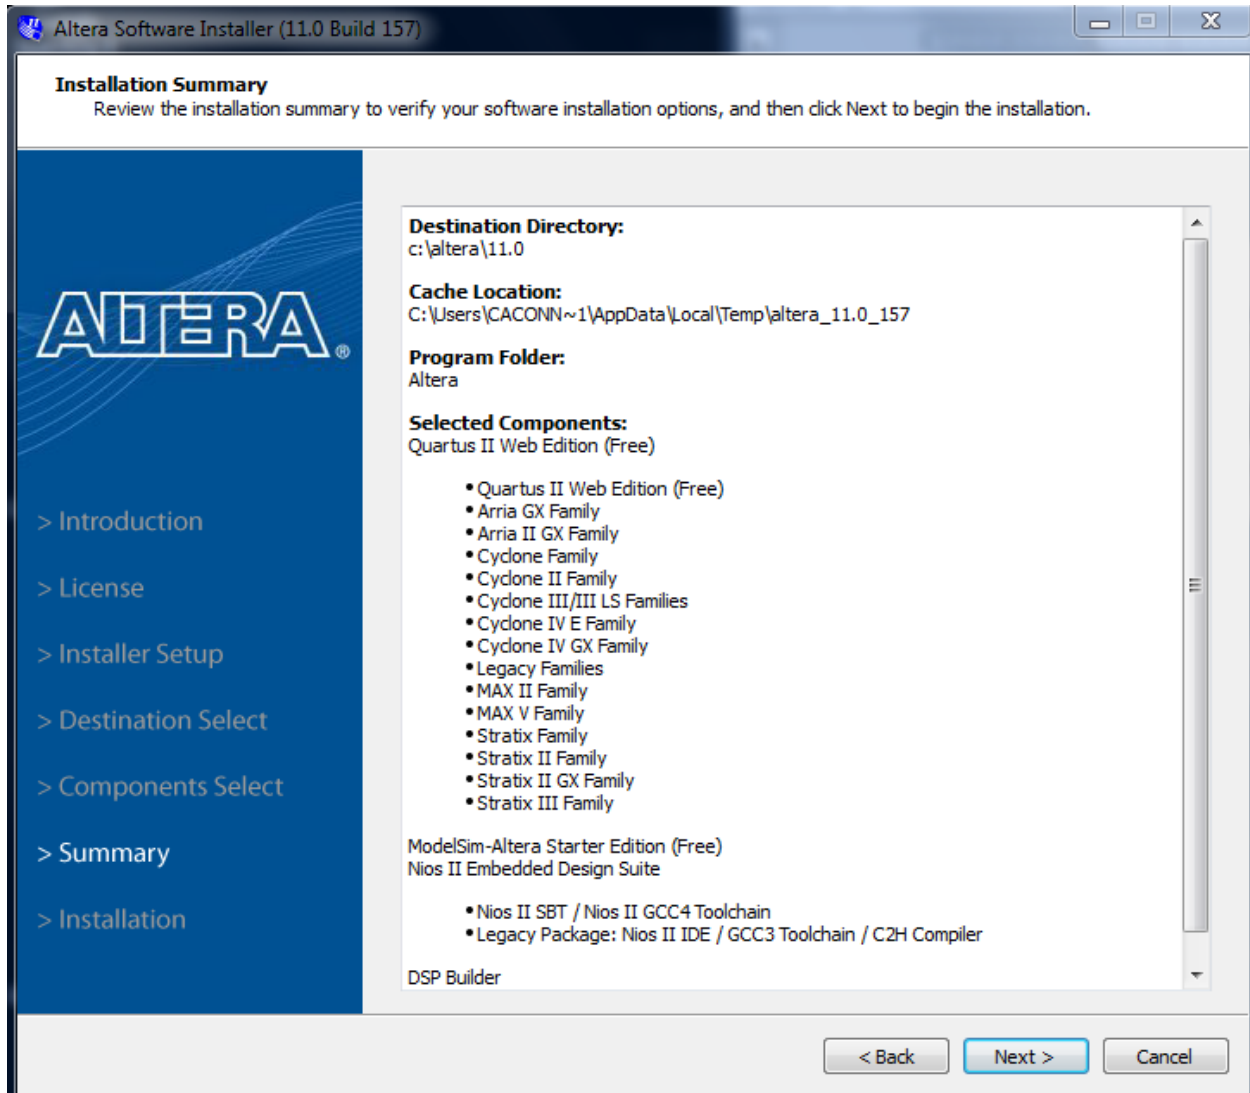 Altera Software Installer (11.0 Build 157)
Installation Summary
Review the installation summary to verify your software installation options, and then click Next to begin the installation.
ALTERA®
> Introduction
> License
> Installer Setup
> Destination Select
> Components Select
> Summary
> Installation
Destination Directory:
c:\altera\11.0
Cache Location:
C:\Users\CACONN~1\AppData\Local\Temp\altera_11.0_157
Program Folder:
Altera
Selected Components:
Quartus II Web Edition (Free)
• Quartus II Web Edition (Free)
• Arria GX Family
• Arria II GX Family
• Cyclone Family
• Cyclone II Family
• Cyclone III/III LS Families
• Cyclone IV E Family
• Cyclone IV GX Family
• Legacy Families
• MAX II Family
• MAX V Family
• Stratix Family
• Stratix II Family
• Stratix II GX Family
• Stratix III Family
ModelSim-Altera Starter Edition (Free)
Nios II Embedded Design Suite
• Nios II SBT / Nios II GCC4 Toolchain
• Legacy Package: Nios II IDE / GCC3 Toolchain / C2H Compiler
DSP Builder
< Back
Next >
Cancel